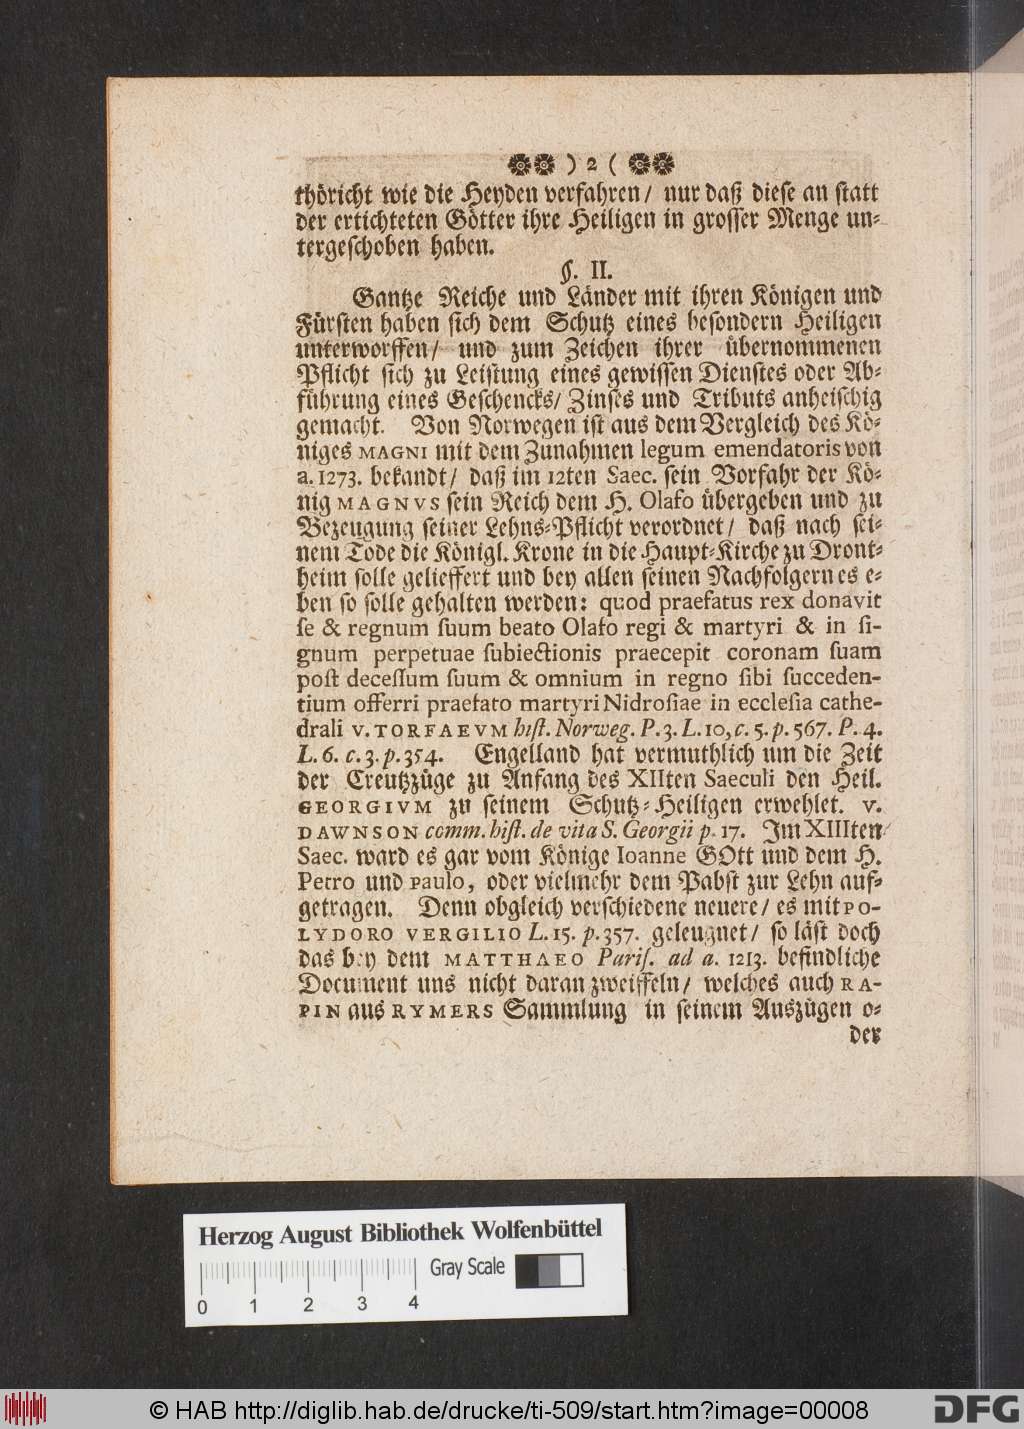 ) 2 (
thöricht wie die Heyden verfahren/ nur daß diese an statt
der ertichteten Götter ihre Heiligen in grosser Menge un-
tergeschoben haben.
§. II.
Gantze Reiche und Länder mit ihren Königen und
Fürsten haben sich dem Schutz eines besondern Heiligen
unterworffen/ und zum Zeichen ihrer übernommenen
Pflicht sich zu Leistung eines gewissen Dienstes oder Ab-
führung eines Geschencks/ Zinses und Tributs anheischig
gemacht. Von Norwegen ist aus dem Vergleich des Kö-
niges MAGNI mit dem Zunahmen legum emendatoris von
a. 1273. bekandt/ daß im 12ten Saec. sein Vorfahr der Kö-
nig MAGNVS sein Reich dem H. Olafo übergeben und zu
Bezeugung seiner Lehns-Pflicht verordnet/ daß nach sei-
nem Tode die Königl. Krone in die Haupt-Kirche zu Dront-
heim solle gelieffert und bey allen seinen Nachfolgern es e-
ben so solle gehalten werden: quod praefatus rex donavit
se & regnum suum beato Olafo regi & martyri & in si-
gnum perpetuae subiectionis praecepit coronam suam
post decessum suum & omnium in regno sibi succeden-
tium offerri praefato martyri Nidrosiae in ecclesia cathe-
drali v. TORFAEVM hist. Norweg. P. 3. L. 10, c. 5. p. 567. P. 4.
L. 6. c. 3. p. 354. Engelland hat vermuthlich um die Zeit
der Creutzzüge zu Anfang des XIIten Saeculi den Heil.
GEORGIVM zu seinem Schutz-Heiligen erwehlet. v.
DAWNSON comm. hist. de vita S. Georgii p. 17. Im XIIIten
Saec. ward es gar vom Könige Ioanne GOtt und dem H.
Petro und Paulo, oder vielmehr dem Pabst zur Lehn auf-
getragen. Denn obgleich verschiedene neuere/ es mit PO-
LYDORO VERGILIO L. 15. p. 357. geleugnet/ so läst doch
das bey dem MATTHAEO Paris. ad a. 1213. befindliche
Document uns nicht daran zweiffeln/ welches auch RA-
PIN aus RYMERS Sammlung in seinem Auszügen o-
der
Herzog August Bibliothek Wolfenbüttel
Gray Scale
0 1 2 3 4
© HAB http://diglib.hab.de/drucke/ti-509/start.htm?image=00008
DFG